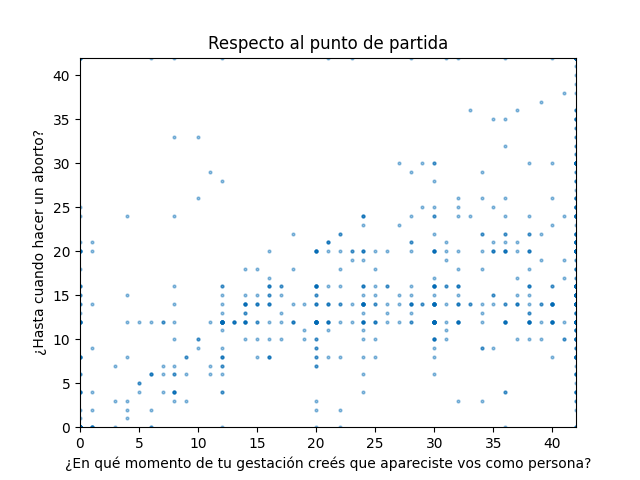 Respecto al punto de partida
¿Hasta cuando hacer un aborto?
40
35
30
25
20
15
10
5
0
0 5 10 15 20 25 30 35 40
¿En qué momento de tu gestación creés que apareciste vos como persona?